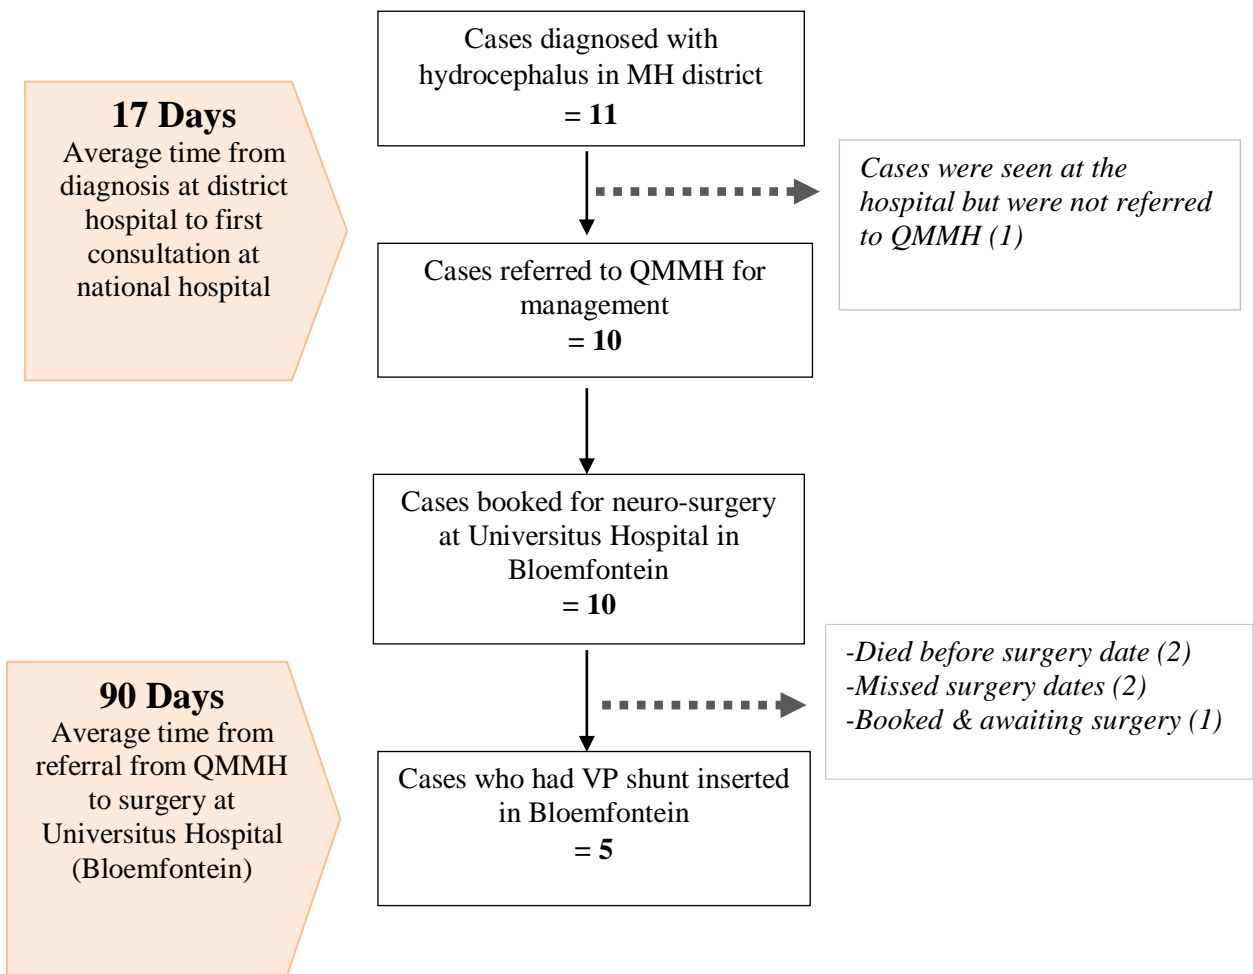 Cases diagnosed with
hydrocephalus in MH district
= 11
17 Days
Average time from
diagnosis at district
hospital to first
consultation at
national hospital
Cases were seen at the
hospital but were not referred
to QMMH (1)
Cases referred to QMMH for
management
= 10
Cases booked for neuro-surgery
at Universitus Hospital in
Bloemfontein
= 10
-Died before surgery date (2)
-Missed surgery dates (2)
-Booked & awaiting surgery (1)
90 Days
Average time from
referral from QMMH
to surgery at
Universitus Hospital
(Bloemfontein)
Cases who had VP shunt inserted
in Bloemfontein
= 5